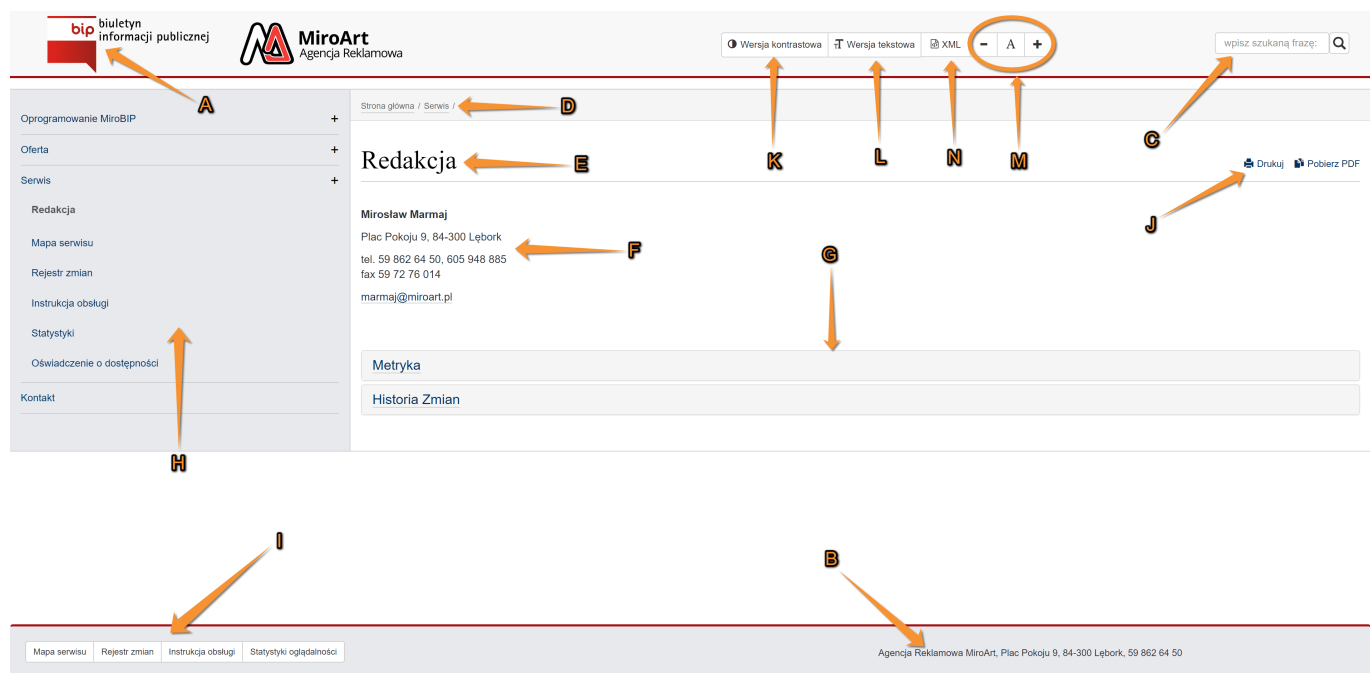 bip biuletyn
informacji publicznej
MiroArt
Agencja Reklamowa
Wersja kontrastowa
Wersja tekstowa
XML
- A +
wpisz szukaną frazę:
A
K
L
N
M
C
Oprogramowanie MiroBIP +
Oferta +
Serwis +
Redakcja
Mapa serwisu
Rejestr zmian
Instrukcja obsługi
Statystyki
Oświadczenie o dostępności
Kontakt
H
Strona główna / Serwis /
D
Redakcja
E
Drukuj Pobierz PDF
J
Mirosław Marmaj
Plac Pokoju 9, 84-300 Lębork
F
tel. 59 862 64 50, 605 948 885
fax 59 72 76 014
marmaj@miroart.pl
G
Metryka
Historia Zmian
I
B
Mapa serwisu
Rejestr zmian
Instrukcja obsługi
Statystyki oglądalności
Agencja Reklamowa MiroArt, Plac Pokoju 9, 84-300 Lębork, 59 862 64 50